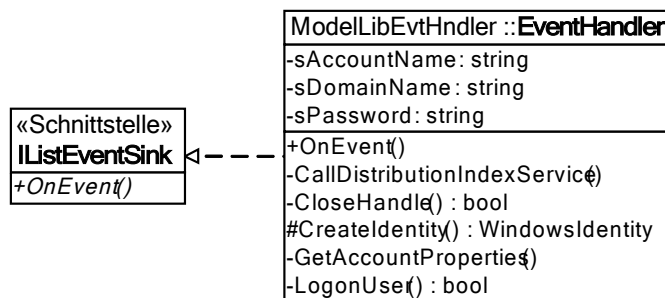 «Schnittstelle»
IListEventSink
+OnEvent()
ModelLibEvtHndler ::EventHandler
-sAccountName: string
-sDomainName: string
-sPassword: string
+OnEvent()
-CallDistributionIndexService()
-CloseHandle() : bool
#CreateIdentity() : WindowsIdentity
-GetAccountProperties()
-LogonUser() : bool